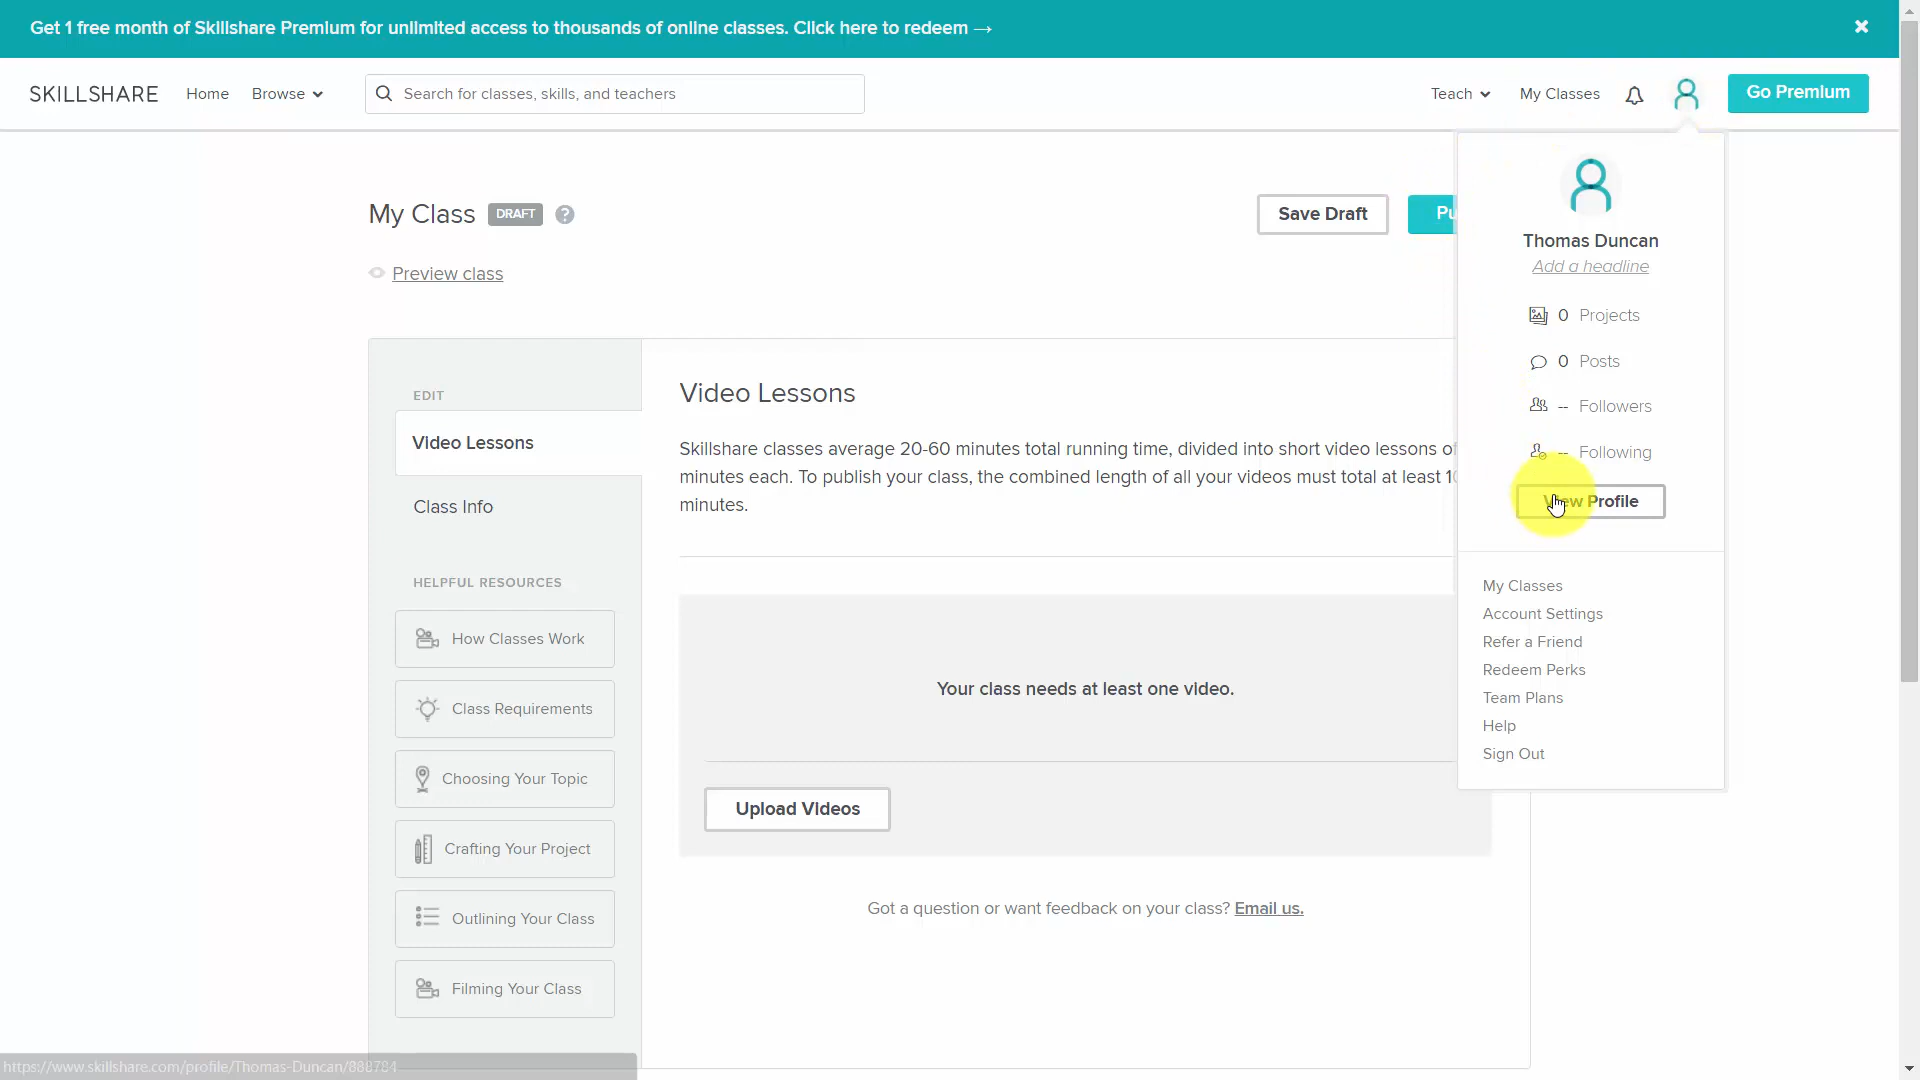 Get 1 free month of Skillshare Premium for unlimited access to thousands of online classes. Click here to redeem →
SKILLSHARE Home Browse Search for classes, skills, and teachers Teach My Classes Go Premium
Thomas Duncan
Add a headline
0 Projects
0 Posts
-- Followers
-- Following
View Profile
My Classes
Account Settings
Refer a Friend
Redeem Perks
Team Plans
Help
Sign Out
My Class DRAFT ? Save Draft
Preview class
EDIT
Video Lessons
Class Info
HELPFUL RESOURCES
How Classes Work
Class Requirements
Choosing Your Topic
Crafting Your Project
Outlining Your Class
Filming Your Class
Video Lessons
Skillshare classes average 20-60 minutes total running time, divided into short video lessons
minutes each. To publish your class, the combined length of all your videos must total at least
minutes.
Your class needs at least one video.
Upload Videos
Got a question or want feedback on your class? Email us.
https://www.skillshare.com/profile/Thomas-Duncan/